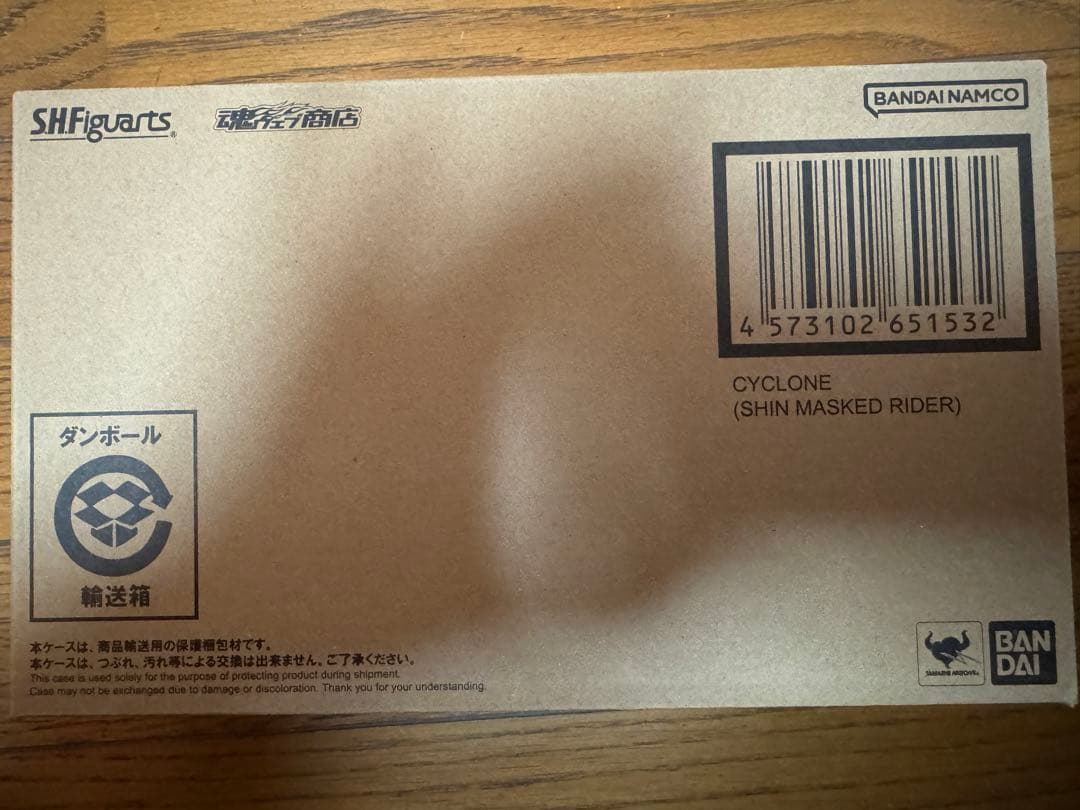 S.H.Figuarts®
魂ウェブ商店
BANDAI NAMCO
4 573102 651532
CYCLONE
(SHIN MASKED RIDER)
ダンボール
輸送箱
本ケースは、商品輸送用の保護梱包材です。
本ケースは、つぶれ、汚れ等による交換は出来ません。ご了承ください。
This case is used solely for the purpose of protecting product during shipment.
Case may not be exchanged due to damage or discoloration. Thank you for your understanding.
TAMASHII NATIONS
BAN
DAI